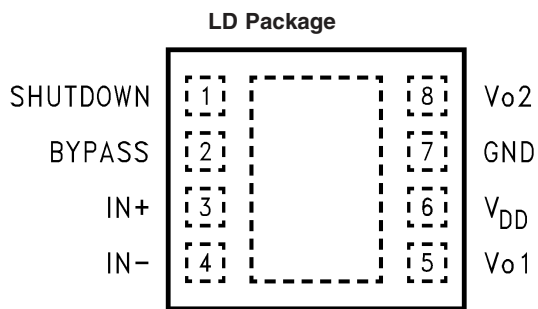 LD Package
SHUTDOWN 1 8 Vo2
BYPASS 2 7 GND
IN+ 3 6 VDD
IN- 4 5 Vo1